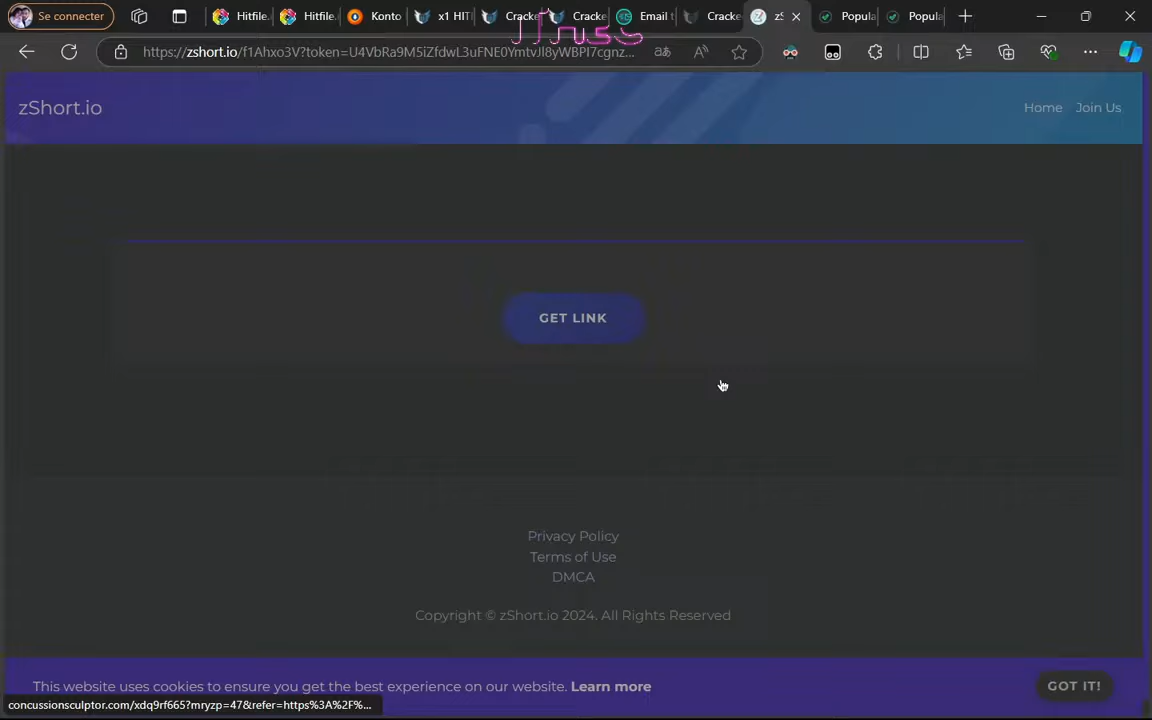 Se connecter
Hitfile.
Hitfile.
Konto
x1 HIT
Cracke
Cracke
Email t
Cracke
zS
Popula
Popula
https://zshort.io/f1Ahxo3V?token=U4VbRa9M5iZfdwL3uFNE0YmtvJl8yWBPI7cgnz...
zShort.io
Home
Join Us
GET LINK
Privacy Policy
Terms of Use
DMCA
Copyright © zShort.io 2024. All Rights Reserved
This website uses cookies to ensure you get the best experience on our website. Learn more
GOT IT!
concussionsculptor.com/xdq9rf665?mryzp=47&refer=https%3A%2F%...